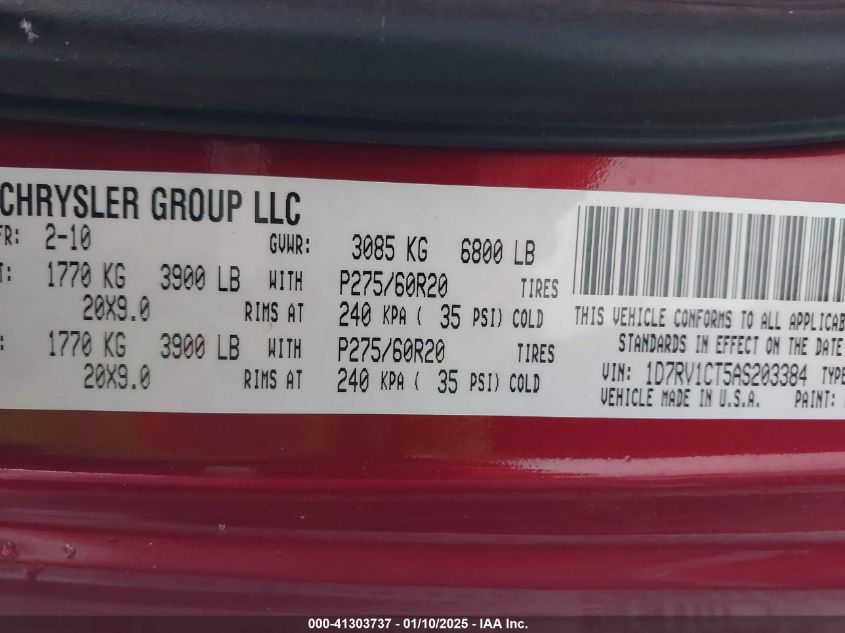 CHRYSLER GROUP LLC
FR: 2-10 GVWR: 3085 KG 6800 LB
T: 1770 KG 3900 LB WITH P275/60R20 TIRES
20X9.0 RIMS AT 240 KPA ( 35 PSI) COLD
: 1770 KG 3900 LB WITH P275/60R20 TIRES
20X9.0 RIMS AT 240 KPA ( 35 PSI) COLD
THIS VEHICLE CONFORMS TO ALL APPLICAB
STANDARDS IN EFFECT ON THE DATE
VIN: 1D7RV1CT5AS203384 TYPE
VEHICLE MADE IN U.S.A. PAINT:
000-41303737 - 01/10/2025 - IAA Inc.